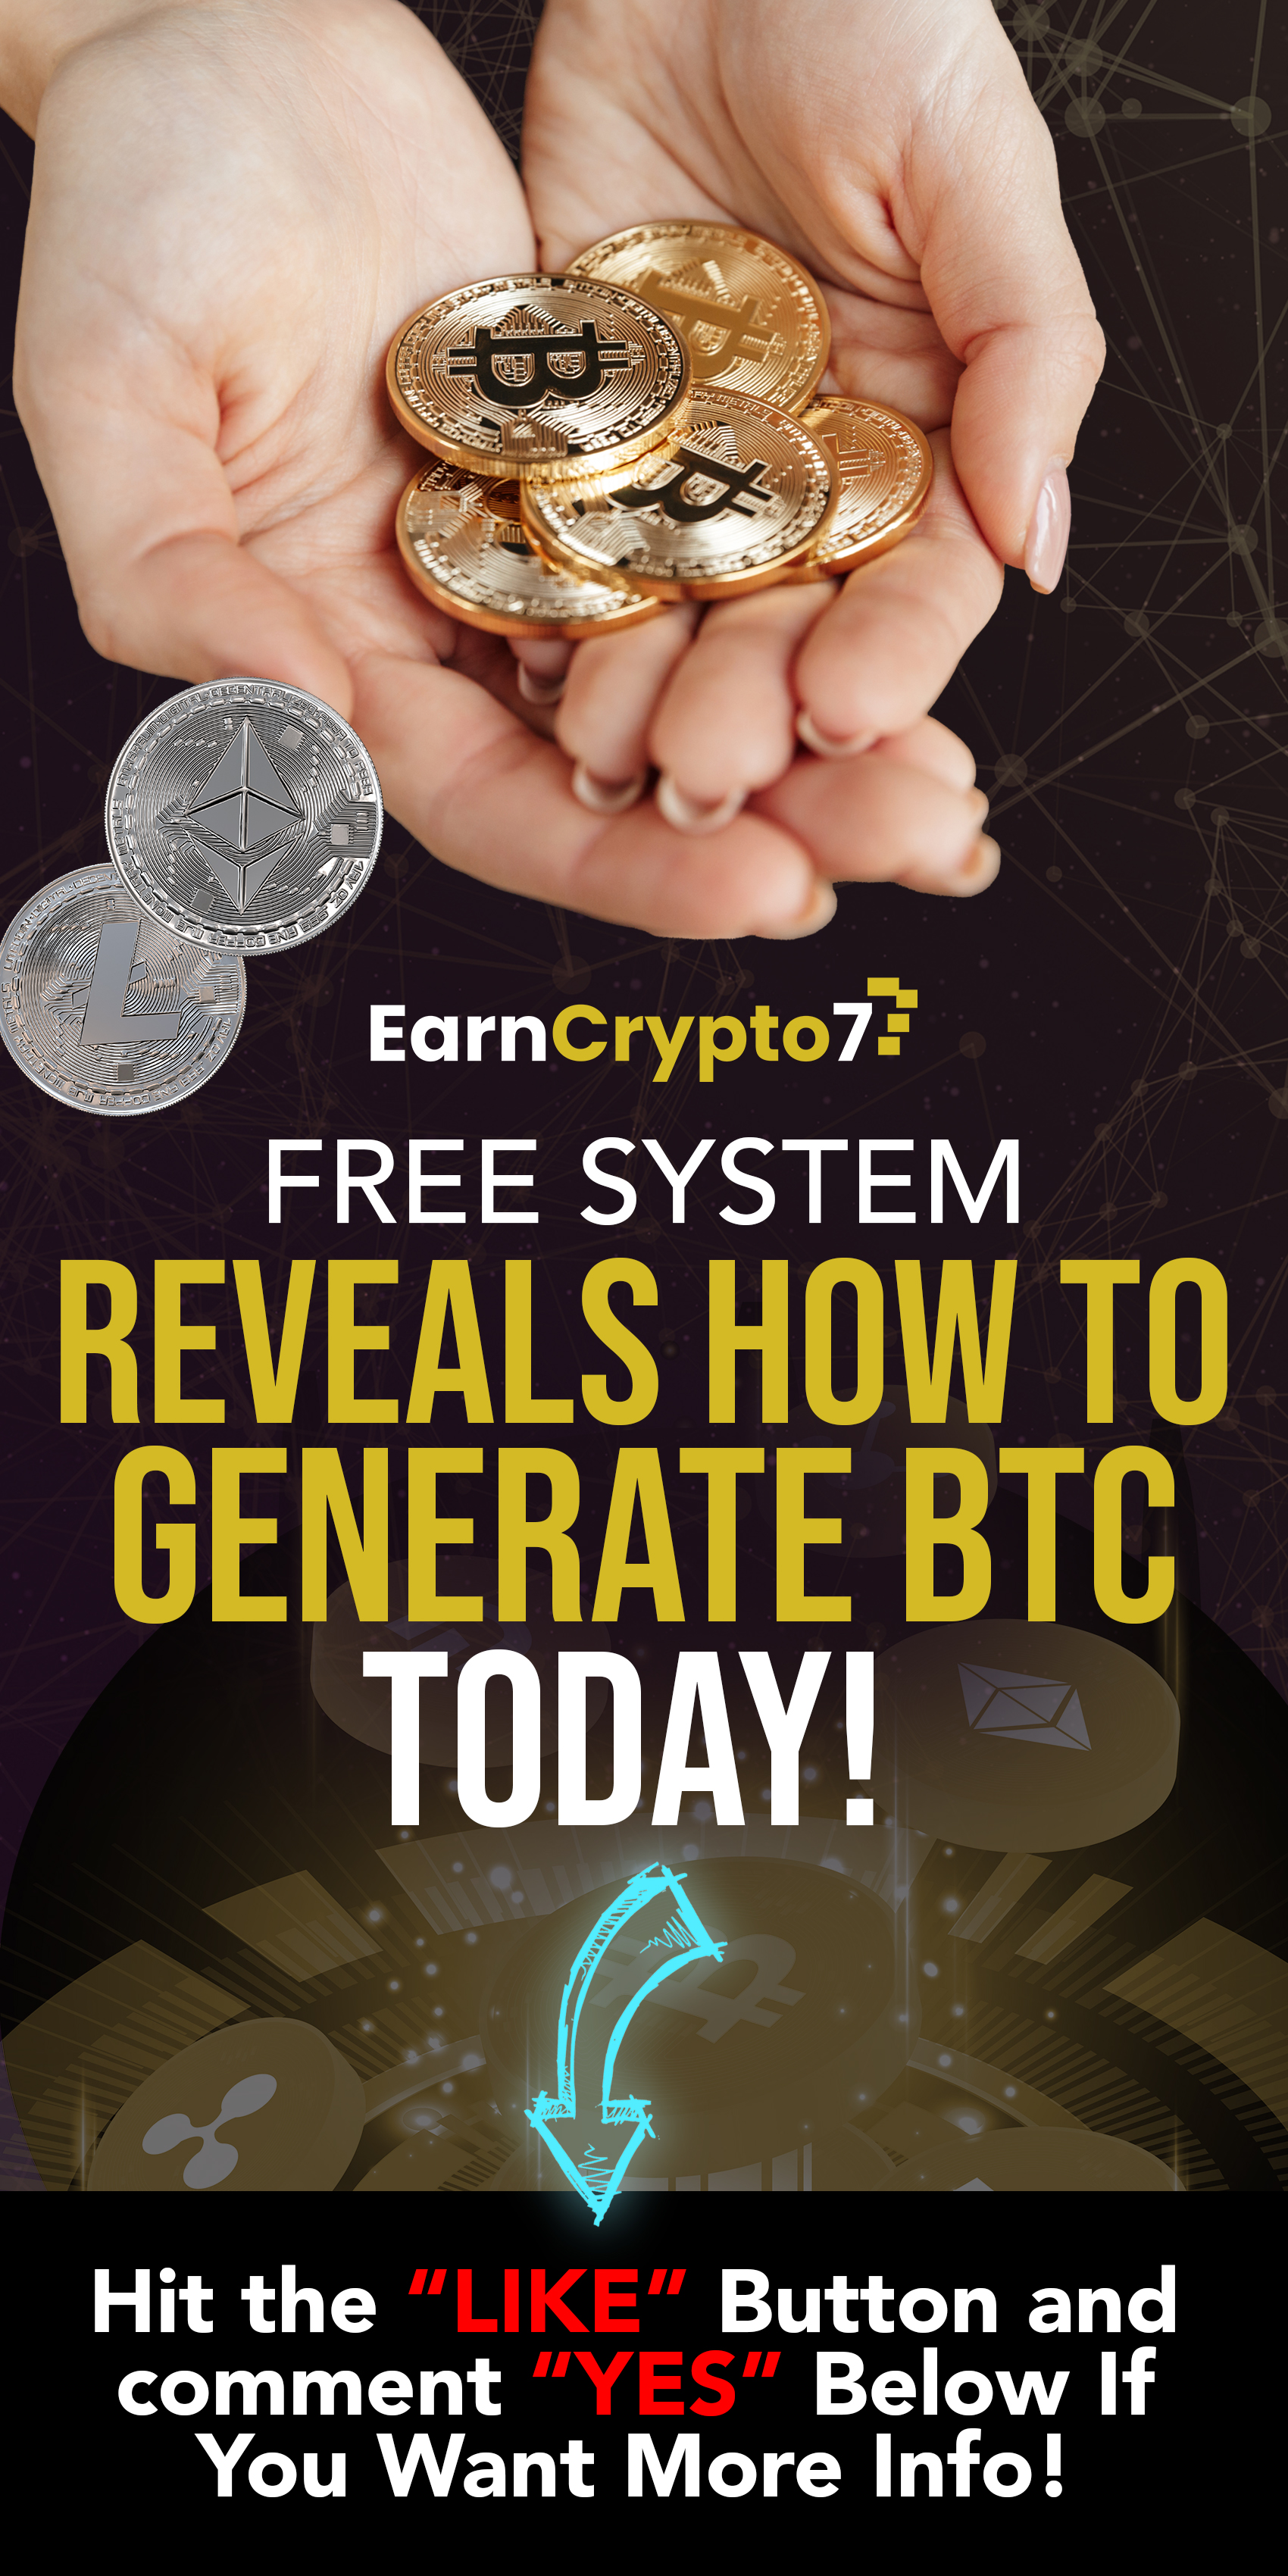 EarnCrypto7
FREE SYSTEM
REVEALS HOW TO
GENERATE BTC
TODAY!
Hit the “LIKE” Button and
comment “YES” Below If
You Want More Info!